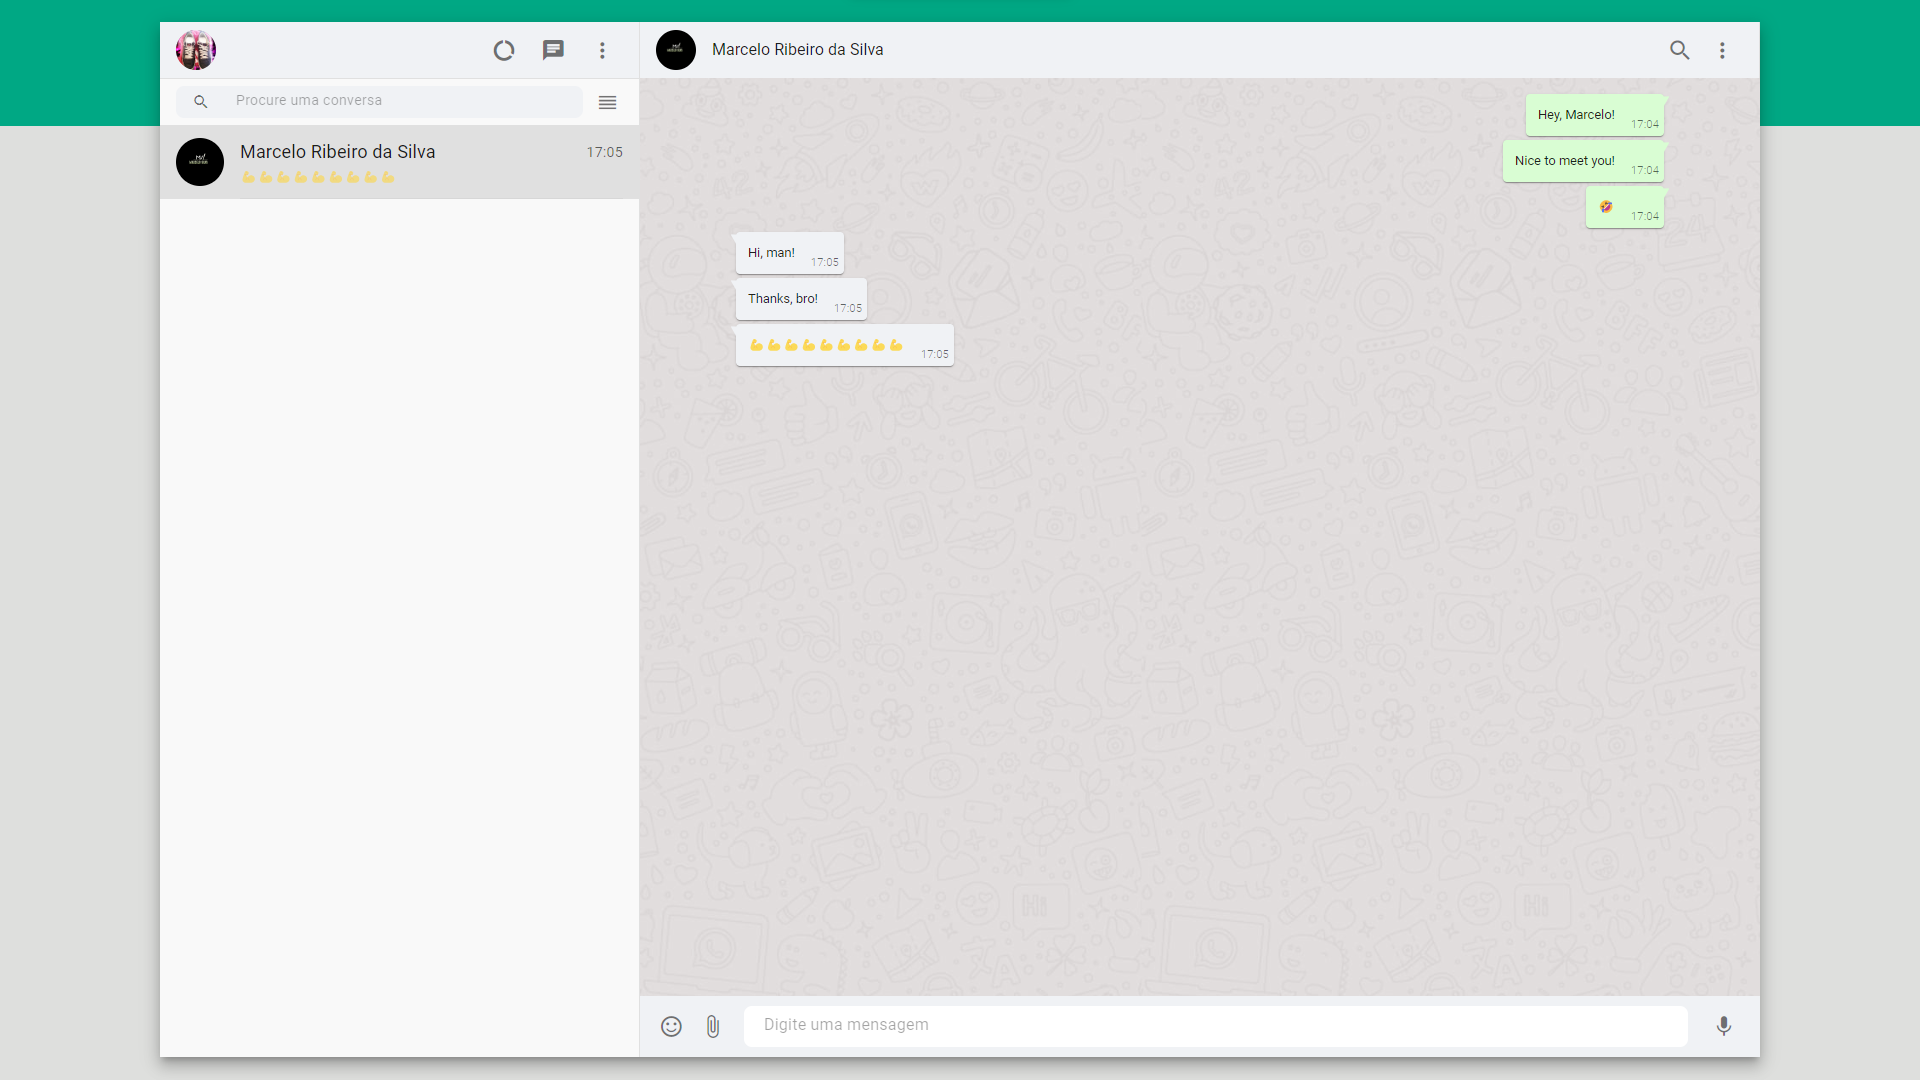 Marcelo Ribeiro da Silva
Procure uma conversa
Marcelo Ribeiro da Silva 17:05
💪💪💪💪💪💪💪💪💪
Hey, Marcelo! 17:04
Nice to meet you! 17:04
🤣 17:04
Hi, man! 17:05
Thanks, bro! 17:05
💪💪💪💪💪💪💪💪💪 17:05
Hi
Hi
Digite uma mensagem